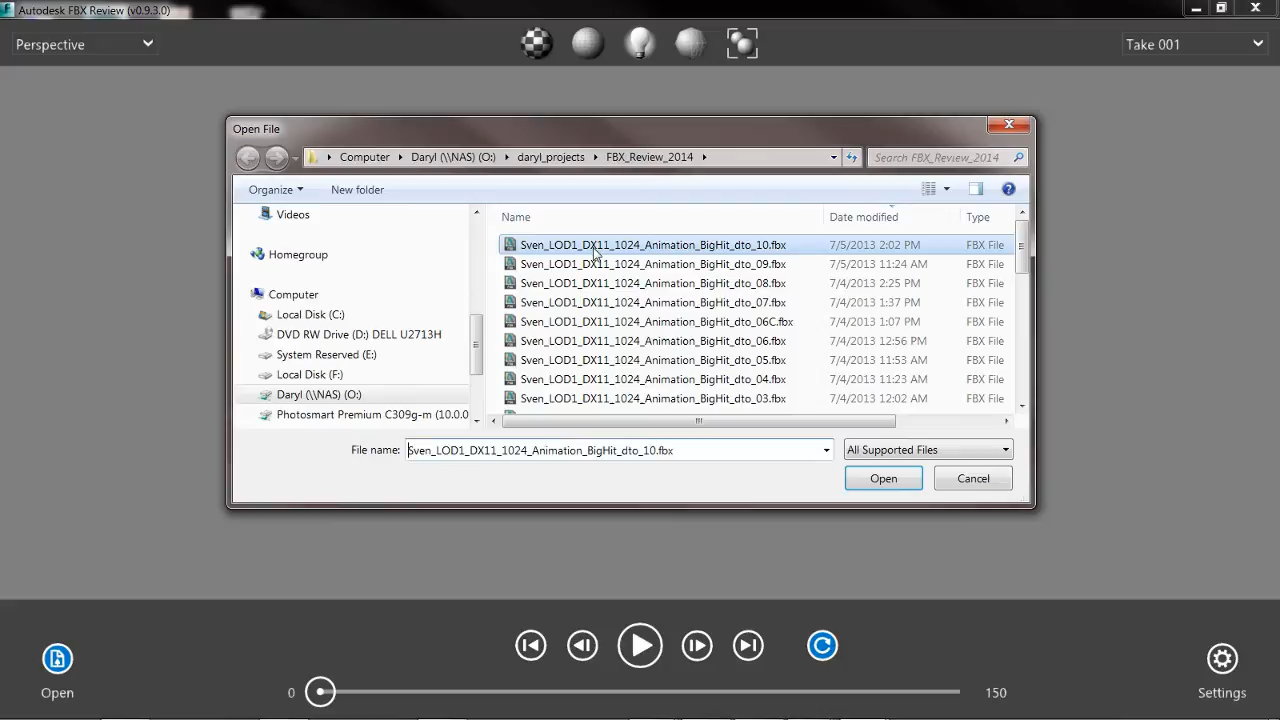 Autodesk FBX Review (v0.9.3.0)
Perspective
Take 001
Open File
Computer
Daryl (\\NAS) (O:)
daryl_projects
FBX_Review_2014
Search FBX_Review_2014
Organize
New folder
Videos
Homegroup
Computer
Local Disk (C:)
DVD RW Drive (D:) DELL U2713H
System Reserved (E:)
Local Disk (F:)
Daryl (\\NAS) (O:)
Photosmart Premium C309g-m (10.0.0
Name Date modified Type
Sven_LOD1_DX11_1024_Animation_BigHit_dto_10.fbx 7/5/2013 2:02 PM FBX File
Sven_LOD1_DX11_1024_Animation_BigHit_dto_09.fbx 7/5/2013 11:24 AM FBX File
Sven_LOD1_DX11_1024_Animation_BigHit_dto_08.fbx 7/4/2013 2:25 PM FBX File
Sven_LOD1_DX11_1024_Animation_BigHit_dto_07.fbx 7/4/2013 1:37 PM FBX File
Sven_LOD1_DX11_1024_Animation_BigHit_dto_06C.fbx 7/4/2013 1:07 PM FBX File
Sven_LOD1_DX11_1024_Animation_BigHit_dto_06.fbx 7/4/2013 12:56 PM FBX File
Sven_LOD1_DX11_1024_Animation_BigHit_dto_05.fbx 7/4/2013 11:53 AM FBX File
Sven_LOD1_DX11_1024_Animation_BigHit_dto_04.fbx 7/4/2013 11:23 AM FBX File
Sven_LOD1_DX11_1024_Animation_BigHit_dto_03.fbx 7/4/2013 12:02 AM FBX File
File name: Sven_LOD1_DX11_1024_Animation_BigHit_dto_10.fbx
All Supported Files
Open
Cancel
Open
0
150
Settings